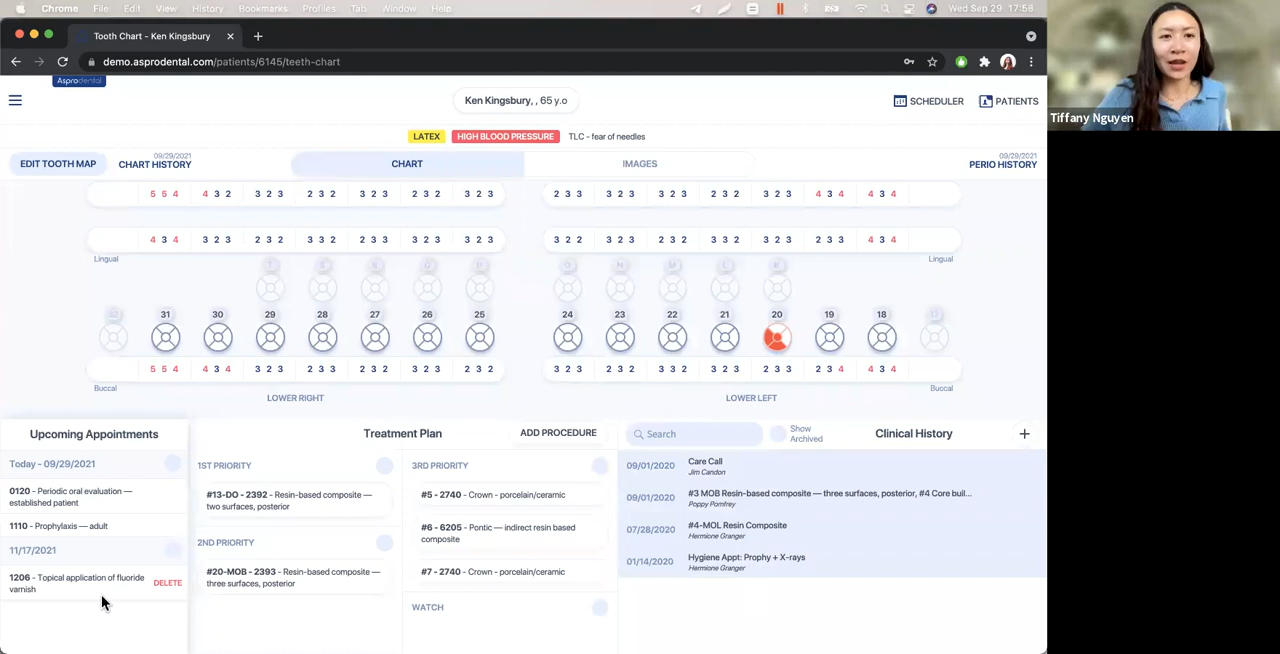 Chrome File Edit View History Bookmarks Profiles Tab Window Help Wed Sep 29 17:58
Tooth Chart - Ken Kingsbury
demo.asprodental.com/patients/6145/teeth-chart
Asprodental
Ken Kingsbury, , 65 y.o
SCHEDULER PATIENTS
LATEX HIGH BLOOD PRESSURE TLC - fear of needles
EDIT TOOTH MAP
09/29/2021
CHART HISTORY
CHART
IMAGES
09/29/2021
PERIO HISTORY
5 5 4 4 3 2 3 2 3 2 3 2 3 2 3 2 3 2 3 2 3 2 3 3 3 2 3 3 2 3 2 3 2 3 2 3 4 3 4 4 3 4
4 3 4 3 2 3 2 3 2 3 3 2 2 3 3 3 2 3 3 2 3 3 2 2 3 2 3 2 3 2 3 3 2 3 2 3 2 3 3 4 3 4
Lingual Lingual
31 30 29 28 27 26 25 24 23 22 21 20 19 18
5 5 4 4 3 4 3 2 3 2 3 3 2 3 2 3 2 3 2 3 2 3 2 3 2 3 2 3 3 2 3 2 3 2 3 3 2 3 4 4 3 4
Buccal Buccal
LOWER RIGHT LOWER LEFT
Upcoming Appointments
Today - 09/29/2021
0120 - Periodic oral evaluation —
established patient
1110 - Prophylaxis — adult
11/17/2021
1206 - Topical application of fluoride
varnish
DELETE
Treatment Plan
ADD PROCEDURE
1ST PRIORITY
#13-DO - 2392 - Resin-based composite —
two surfaces, posterior
2ND PRIORITY
#20-MOB - 2393 - Resin-based composite —
three surfaces, posterior
3RD PRIORITY
#5 - 2740 - Crown - porcelain/ceramic
#6 - 6205 - Pontic — indirect resin based
composite
#7 - 2740 - Crown - porcelain/ceramic
WATCH
Search
Show
Archived
Clinical History
09/01/2020 Care Call
Jim Candon
09/01/2020 #3 MOB Resin-based composite — three surfaces, posterior, #4 Core buil...
Poppy Pomfrey
07/28/2020 #4-MOL Resin Composite
Hermione Granger
01/14/2020 Hygiene Appt: Prophy + X-rays
Hermione Granger
Tiffany Nguyen